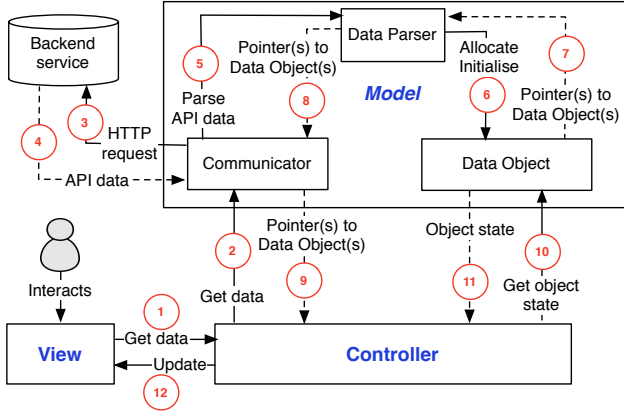 Backend
service
Data Parser
5
Pointer(s) to
Data Object(s)
8
Allocate
Initialise
6
7
Pointer(s) to
Data Object(s)
Model
Parse
API data
4
3
HTTP
request
API data
Communicator
Data Object
2
Pointer(s) to
Data Object(s)
9
Object state
11
10
Get object
state
Get data
Interacts
1
Get data
Update
12
View
Controller